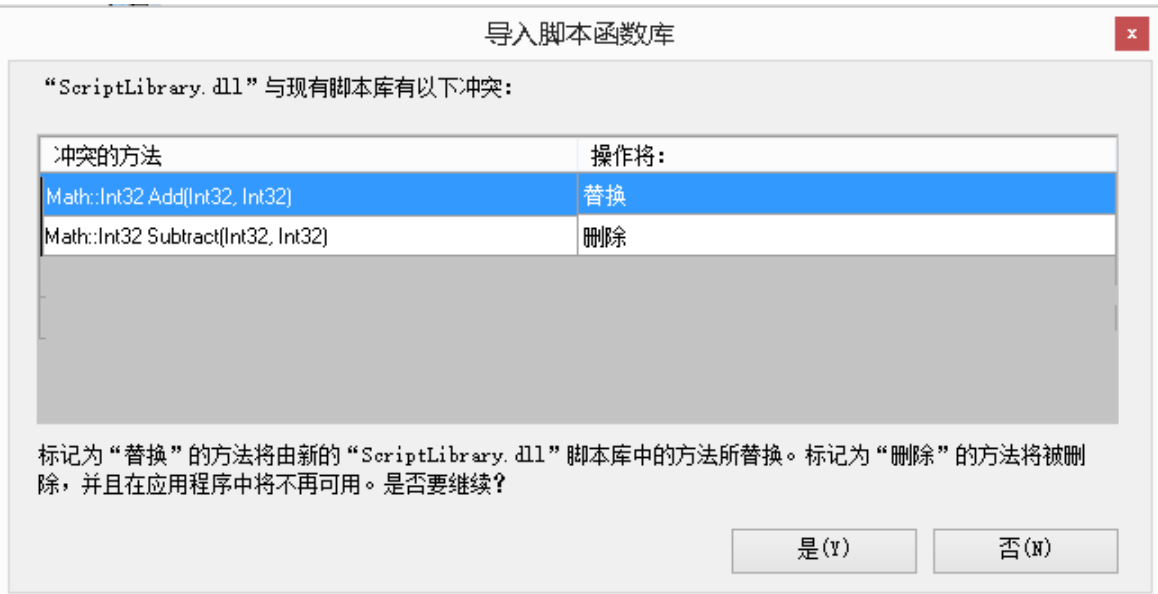 导入脚本函数库
x
“ScriptLibrary.dll”与现有脚本库有以下冲突：
冲突的方法 操作将：
Math::Int32 Add(Int32, Int32) 替换
Math::Int32 Subtract(Int32, Int32) 删除
标记为“替换”的方法将由新的“ScriptLibrary.dll”脚本库中的方法所替换。标记为“删除”的方法将被删
除，并且在应用程序中将不再可用。是否要继续？
是(Y) 否(N)